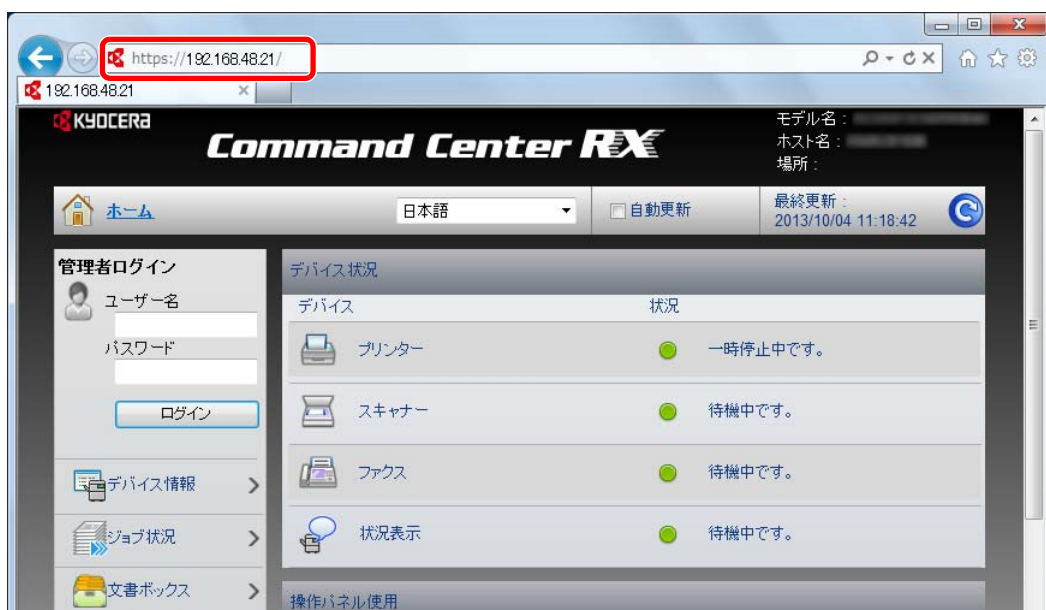 https://192.168.48.21/
192.168.48.21
KYOCERA
Command Center RX
モデル名 :
ホスト名 :
場所 :
ホーム
日本語
自動更新
最終更新 :
2013/10/04 11:18:42
管理者ログイン
ユーザー名
パスワード
ログイン
デバイス情報
ジョブ状況
文書ボックス
デバイス状況
デバイス 状況
プリンター 一時停止中です。
スキャナー 待機中です。
ファクス 待機中です。
状況表示 待機中です。
操作パネル使用